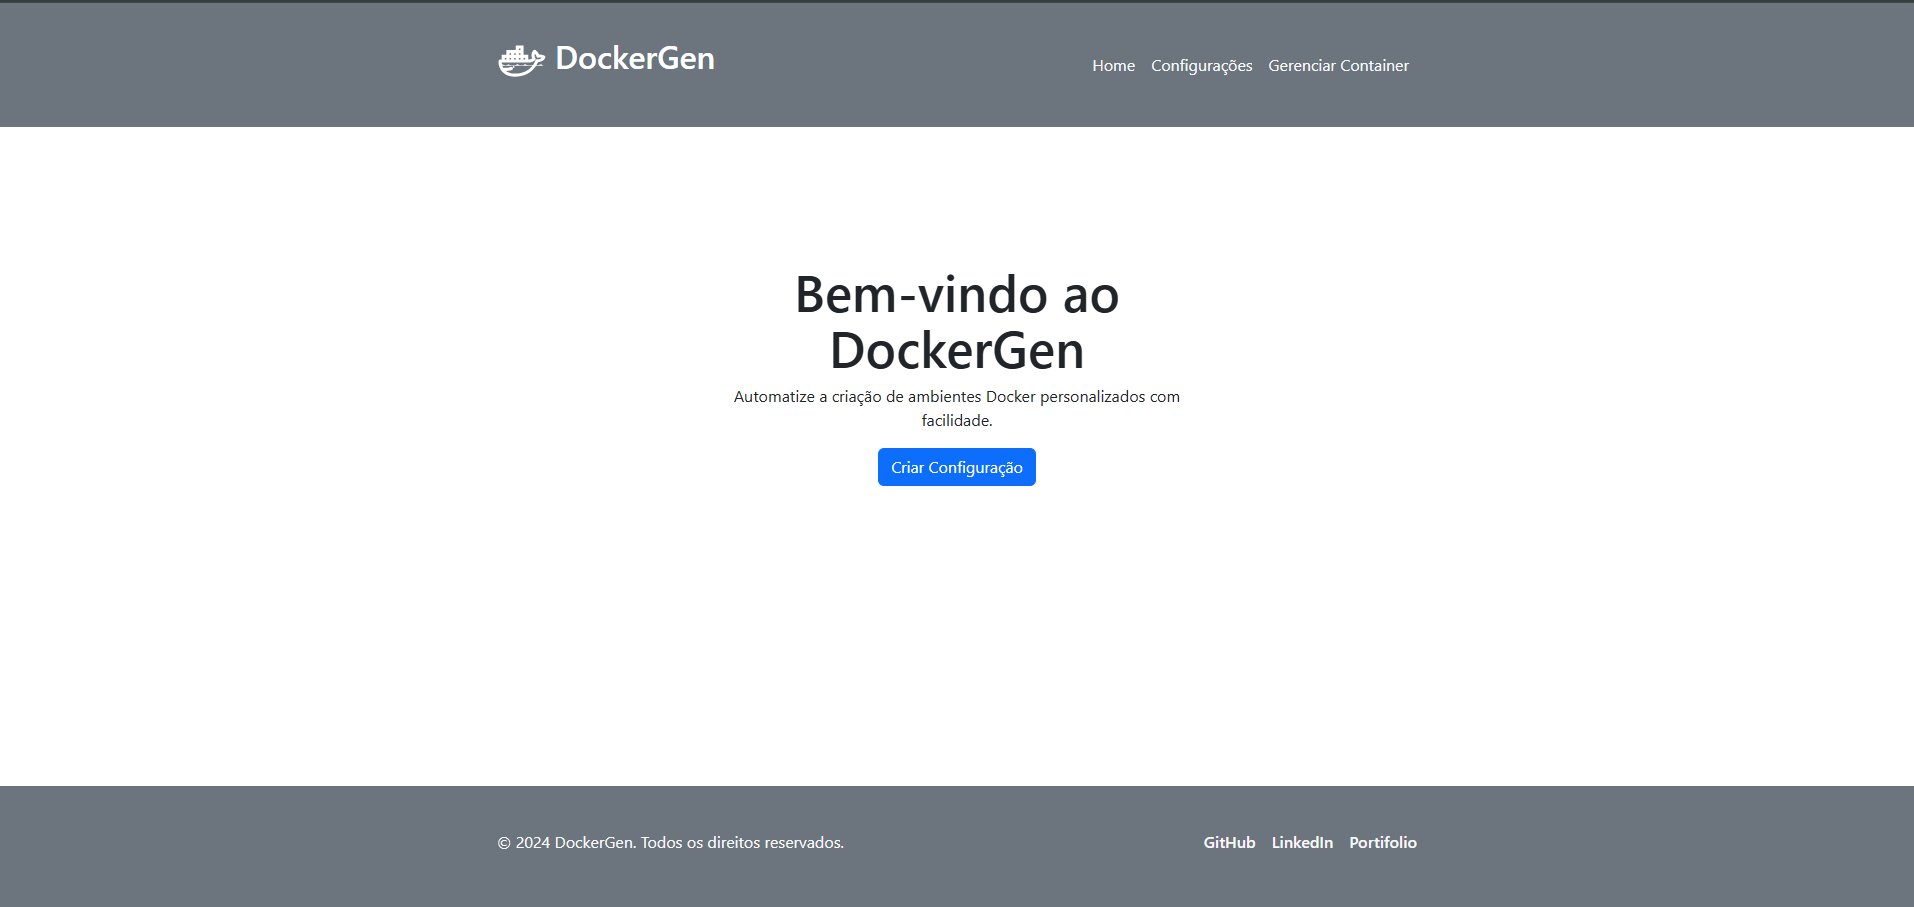 DockerGen
Home Configurações Gerenciar Container
Bem-vindo ao
DockerGen
Automatize a criação de ambientes Docker personalizados com
facilidade.
Criar Configuração
© 2024 DockerGen. Todos os direitos reservados.
GitHub LinkedIn Portifolio